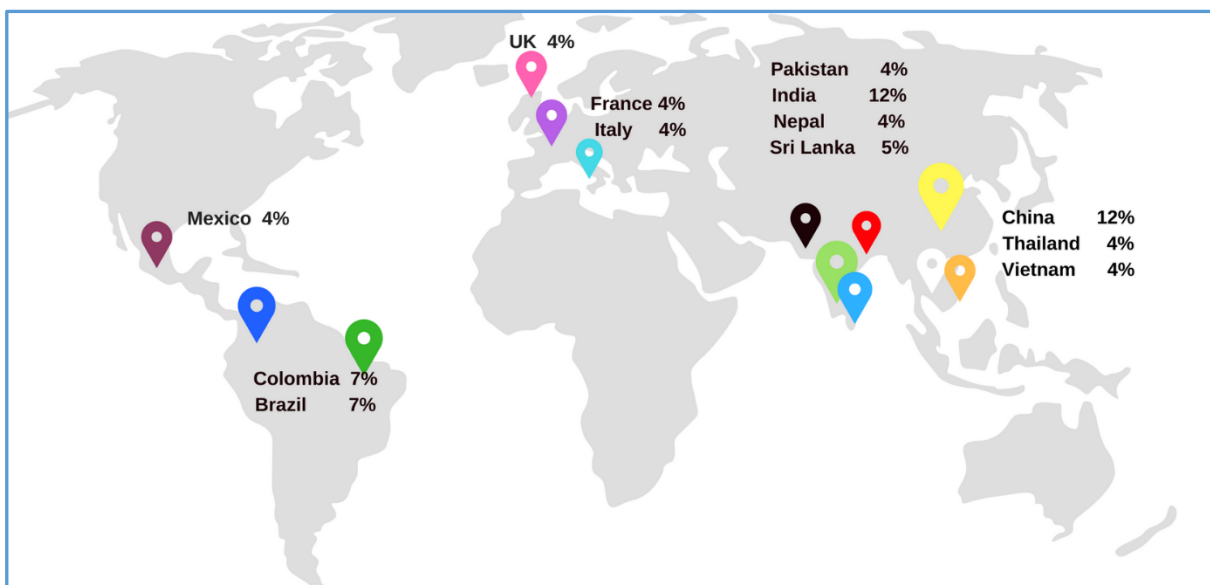 UK 4%
France 4%
Italy 4%
Pakistan 4%
India 12%
Nepal 4%
Sri Lanka 5%
Mexico 4%
China 12%
Thailand 4%
Vietnam 4%
Colombia 7%
Brazil 7%